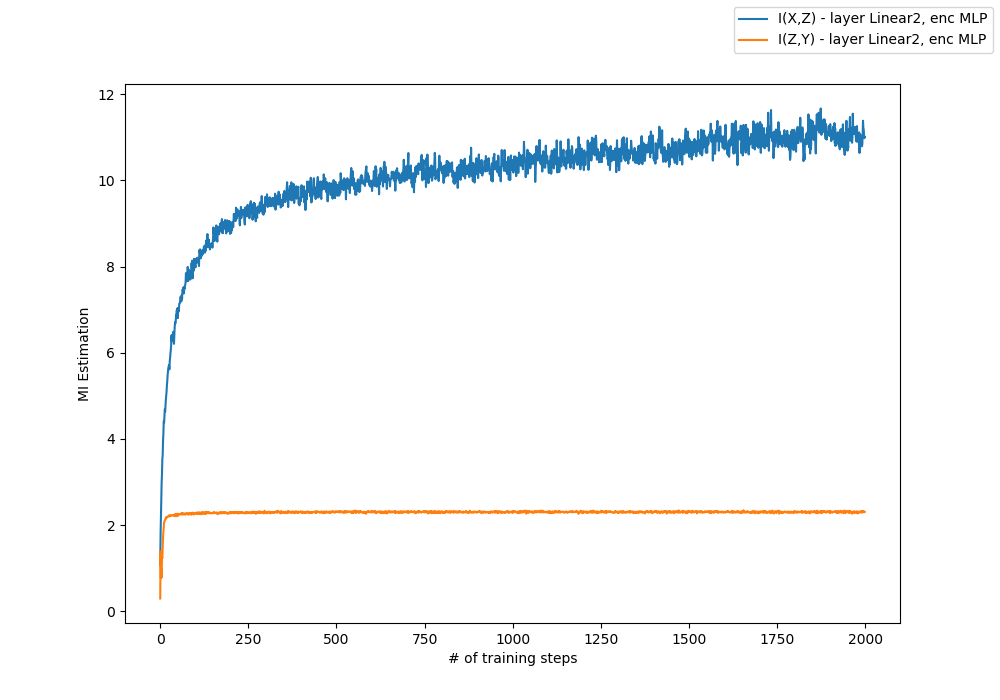 I(X,Z) - layer Linear2, enc MLP
I(Z,Y) - layer Linear2, enc MLP
12
10
8
6
4
2
0
MI Estimation
0 250 500 750 1000 1250 1500 1750 2000
# of training steps